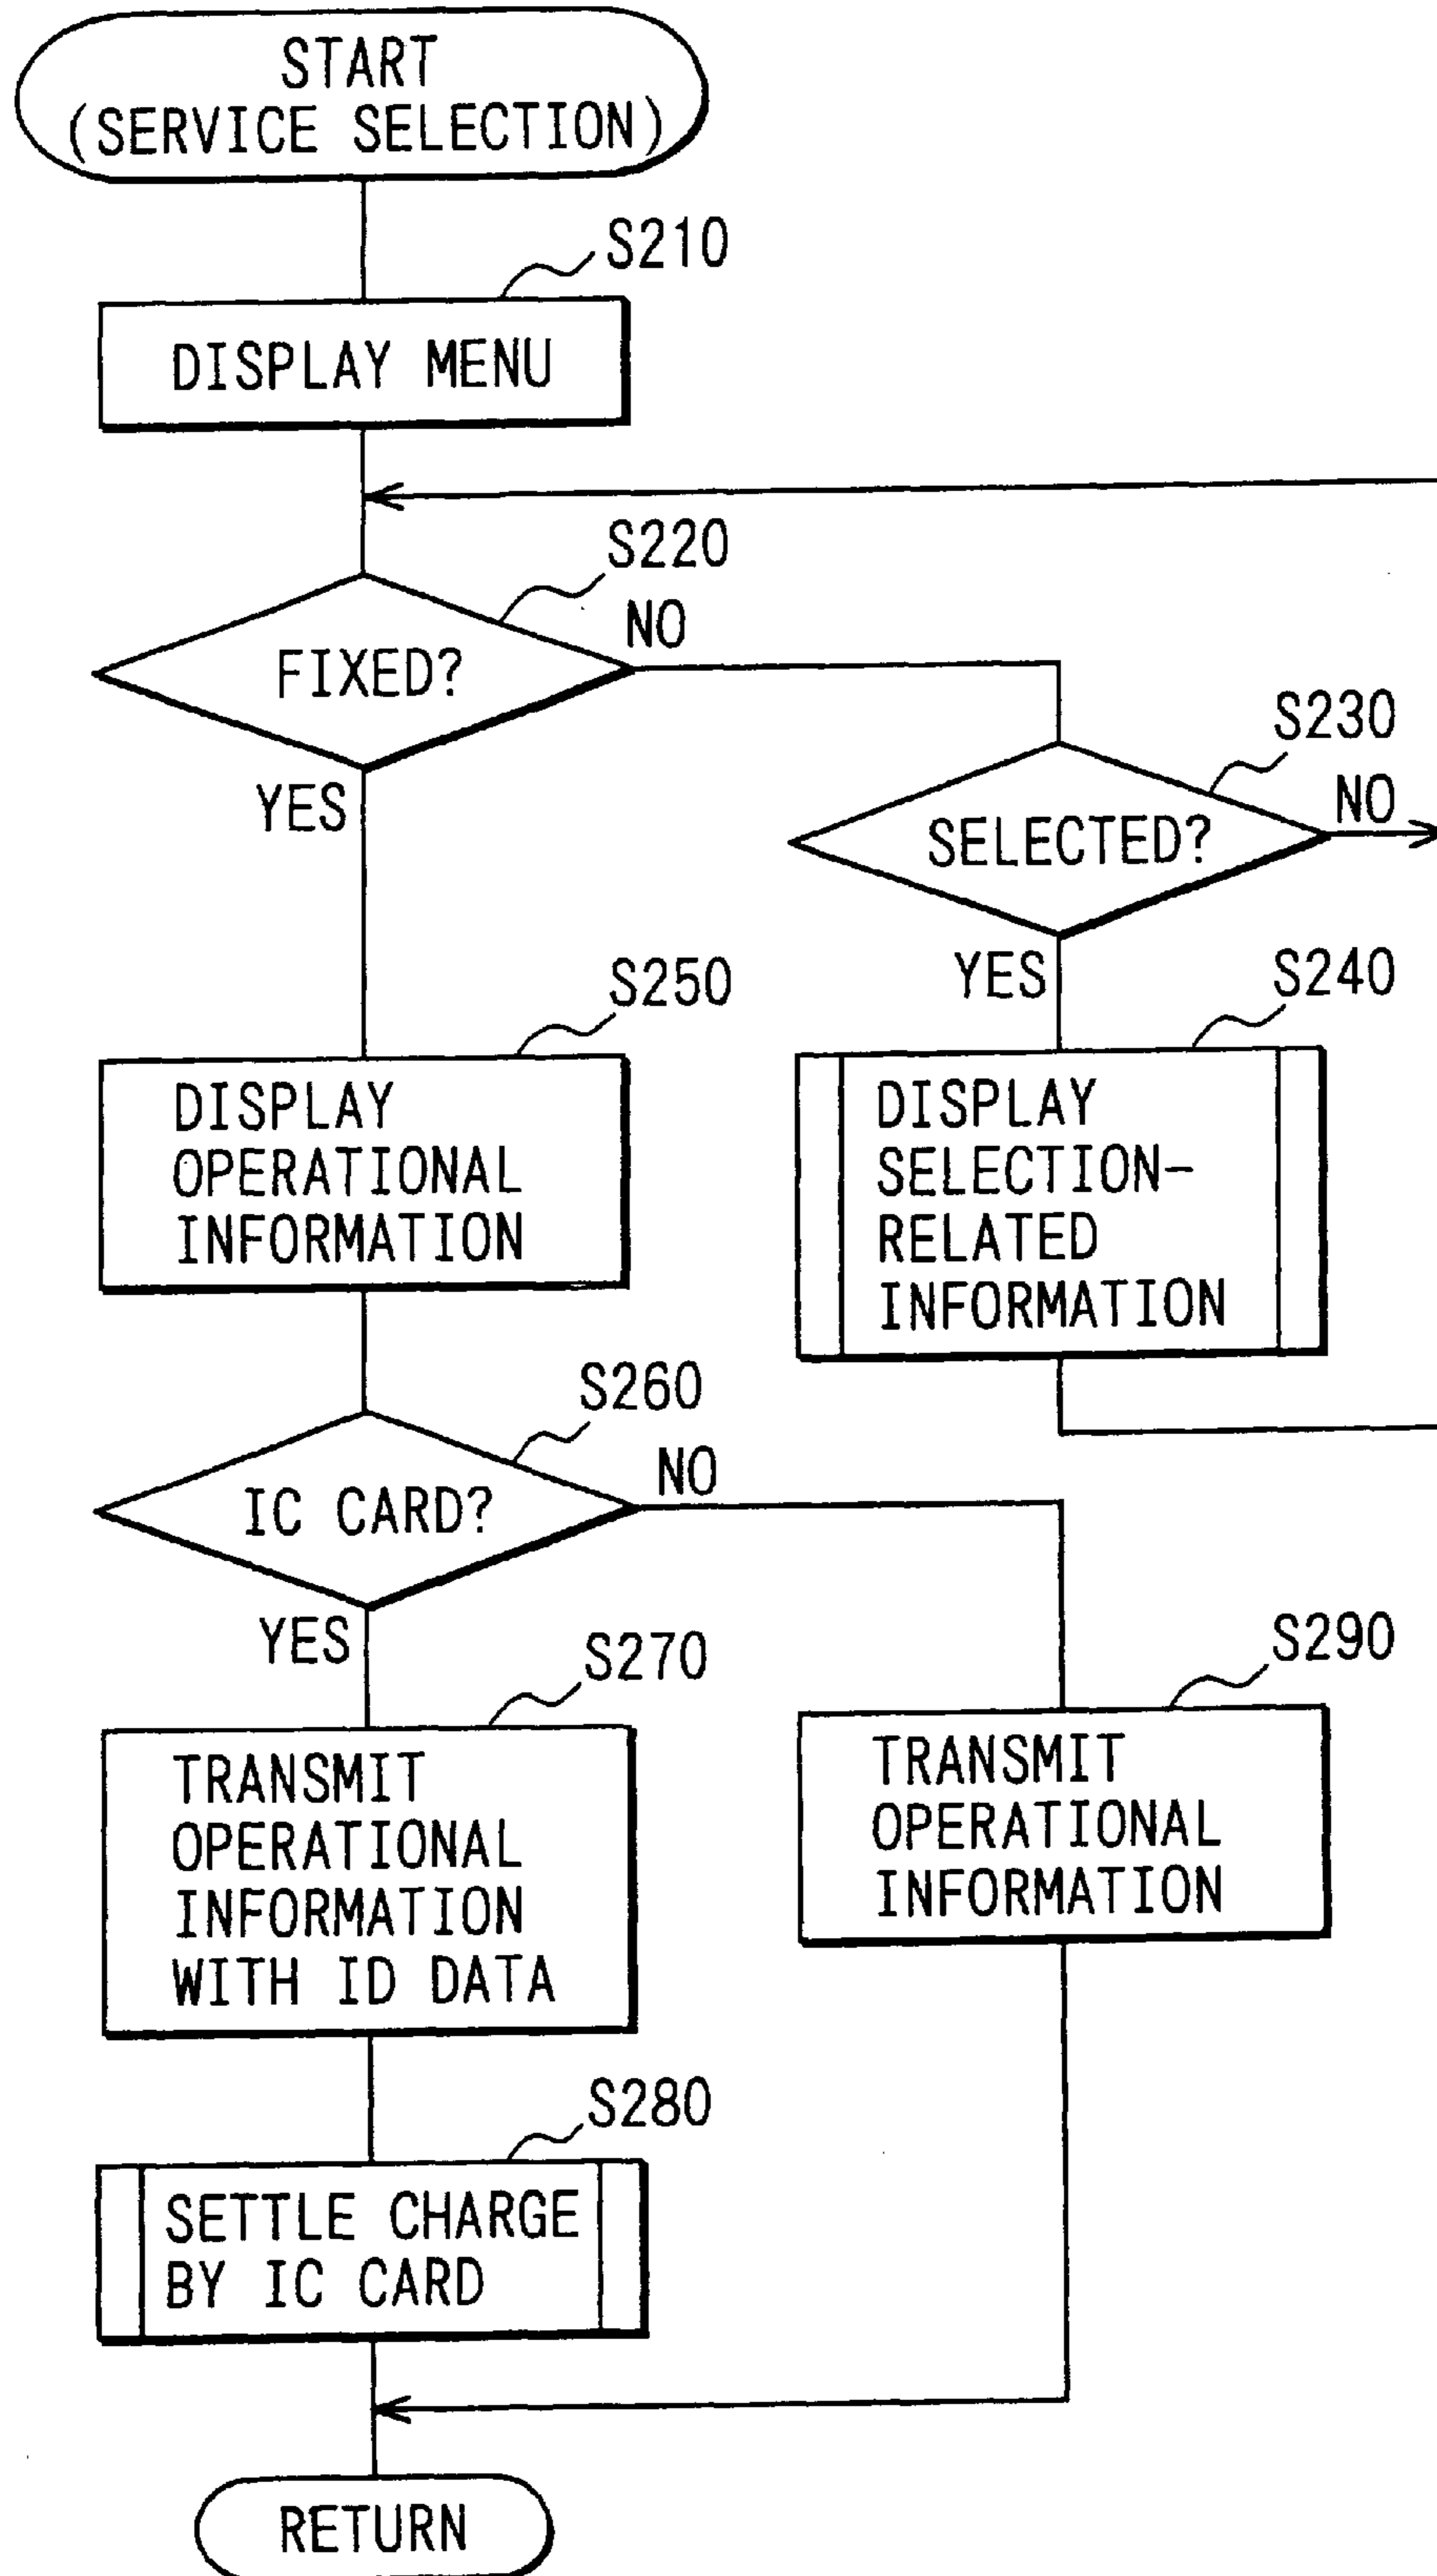 START
(SERVICE SELECTION)
S210
DISPLAY MENU
S220
NO
FIXED?
YES
S230
NO
SELECTED?
YES
S240
DISPLAY
SELECTION-
RELATED
INFORMATION
S250
DISPLAY
OPERATIONAL
INFORMATION
S260
NO
IC CARD?
YES
S270
TRANSMIT
OPERATIONAL
INFORMATION
WITH ID DATA
S290
TRANSMIT
OPERATIONAL
INFORMATION
S280
SETTLE CHARGE
BY IC CARD
RETURN